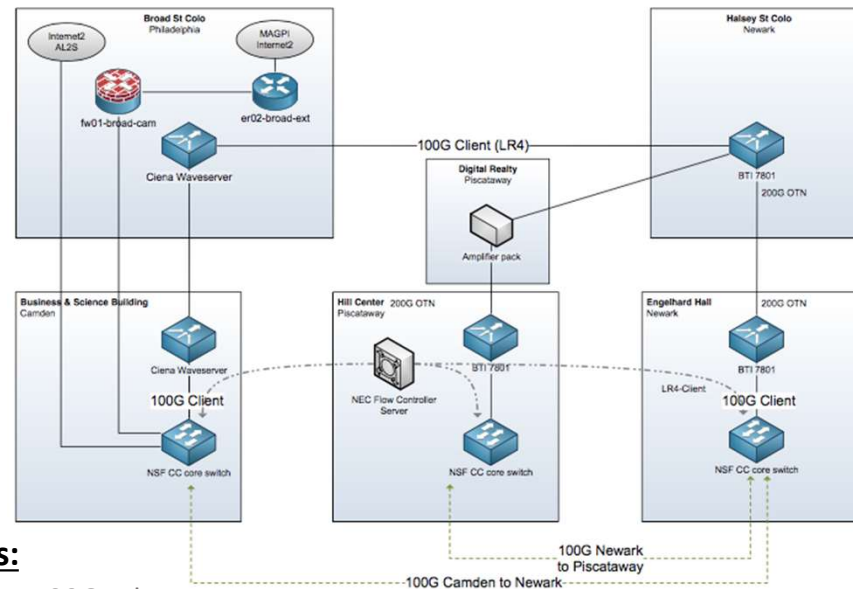 Broad St Colo
Philadelphia
Internet2
AL2S
MAGPI
Internet2
fw01-broad-cam
er02-broad-ext
Ciena Waveserver
Halsey St Colo
Newark
100G Client (LR4)
BTI 7801
200G OTN
Digital Realty
Piscataway
Amplifier pack
Business & Science Building
Camden
Ciena Waveserver
100G Client
NSF CC core switch
Hill Center 200G OTN
Piscataway
BTI 7801
NEC Flow Controller
Server
NSF CC core switch
Engelhard Hall
Newark
200G OTN
BTI 7801
LR4-Client
100G Client
NSF CC core switch
100G Newark
to Piscataway
100G Camden to Newark
s: